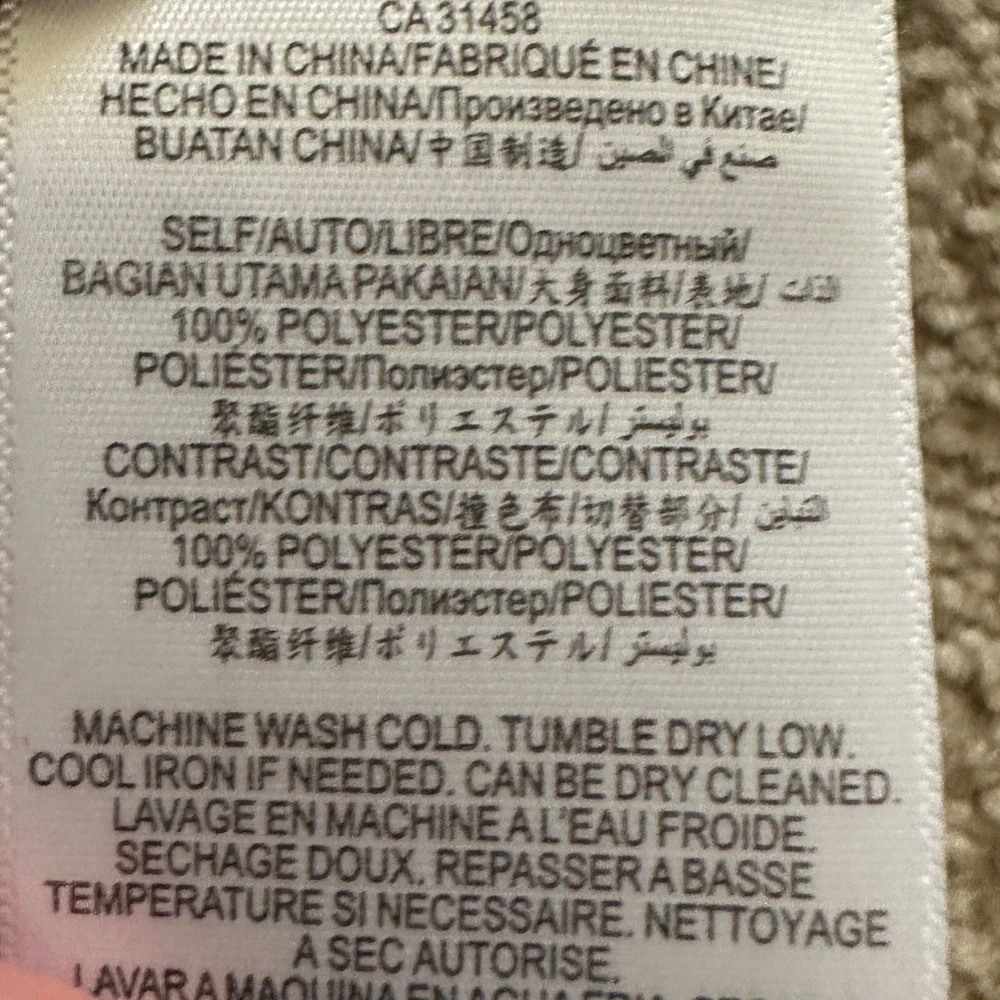 CA 31458
MADE IN CHINA/FABRIQUÉ EN CHINE/
HECHO EN CHINA/Произведено в Китае/
BUATAN CHINA/中国制造/ صنع في الصين
SELF/AUTO/LIBRE/Одноцветный/
BAGIAN UTAMA PAKAIAN/大身面料/表地/ الذات
100% POLYESTER/POLYESTER/
POLIÉSTER/Полиэстер/POLIESTER/
聚酯纤维/ポリエステル/ بوليستر
CONTRAST/CONTRASTE/CONTRASTE/
Контраст/KONTRAS/撞色布/切替部分/ التباين
100% POLYESTER/POLYESTER/
POLIÉSTER/Полиэстер/POLIESTER/
聚酯纤维/ポリエステル/ بوليستر
MACHINE WASH COLD. TUMBLE DRY LOW.
COOL IRON IF NEEDED. CAN BE DRY CLEANED.
LAVAGE EN MACHINE A L'EAU FROIDE.
SECHAGE DOUX. REPASSER A BASSE
TEMPERATURE SI NECESSAIRE. NETTOYAGE
A SEC AUTORISE.
LAVAR A MAQUINA EN AGUA FRIA.